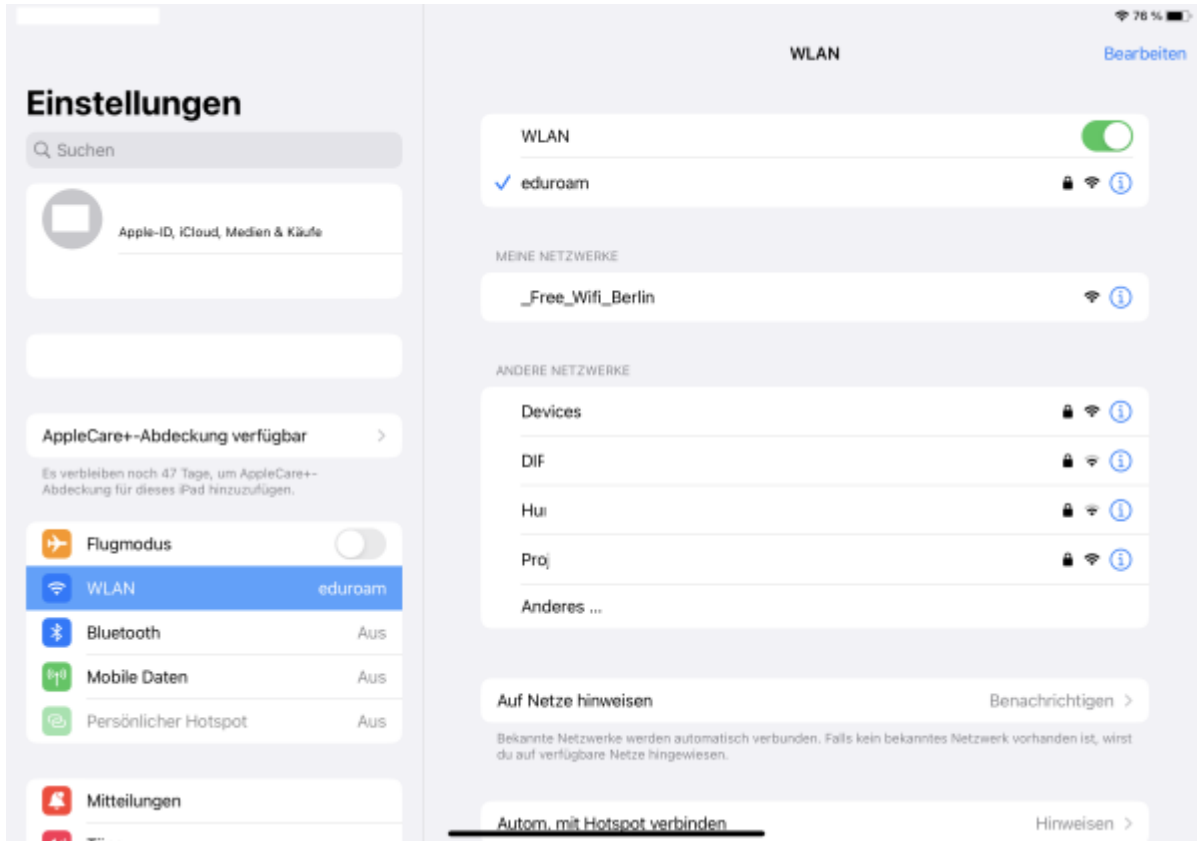 76 %
WLAN
Bearbeiten
Einstellungen
Suchen
Apple-ID, iCloud, Medien & Käufe
AppleCare+-Abdeckung verfügbar
Es verbleiben noch 47 Tage, um AppleCare+-
Abdeckung für dieses iPad hinzuzufügen.
Flugmodus
WLAN eduroam
Bluetooth Aus
Mobile Daten Aus
Persönlicher Hotspot Aus
Mitteilungen
WLAN
eduroam
MEINE NETZWERKE
_Free_Wifi_Berlin
ANDERE NETZWERKE
Devices
Anderes ...
Auf Netze hinweisen Benachrichtigen
Bekannte Netzwerke werden automatisch verbunden. Falls kein bekanntes Netzwerk vorhanden ist, wirst
du auf verfügbare Netze hingewiesen.
Autom. mit Hotspot verbinden Hinweisen